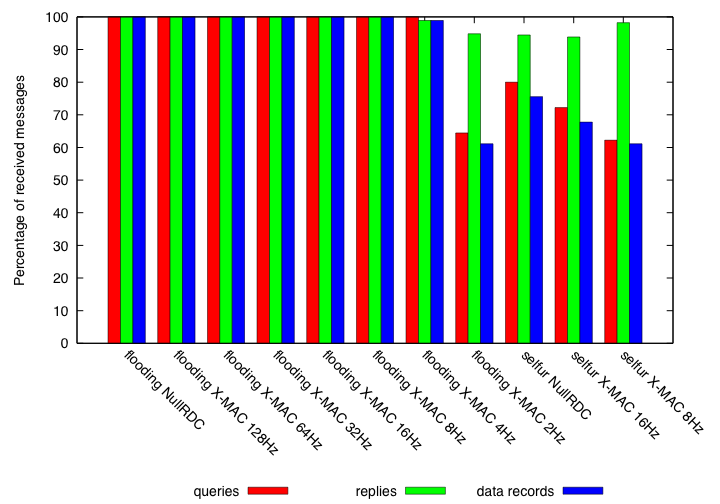 Percentage of received messages
100
90
80
70
60
50
40
30
20
10
0
flooding NullRDC
flooding X-MAC 128Hz
flooding X-MAC 64Hz
flooding X-MAC 32Hz
flooding X-MAC 16Hz
flooding X-MAC 8Hz
flooding X-MAC 4Hz
flooding X-MAC 2Hz
selfur NullRDC
selfur X-MAC 16Hz
selfur X-MAC 8Hz
queries replies data records